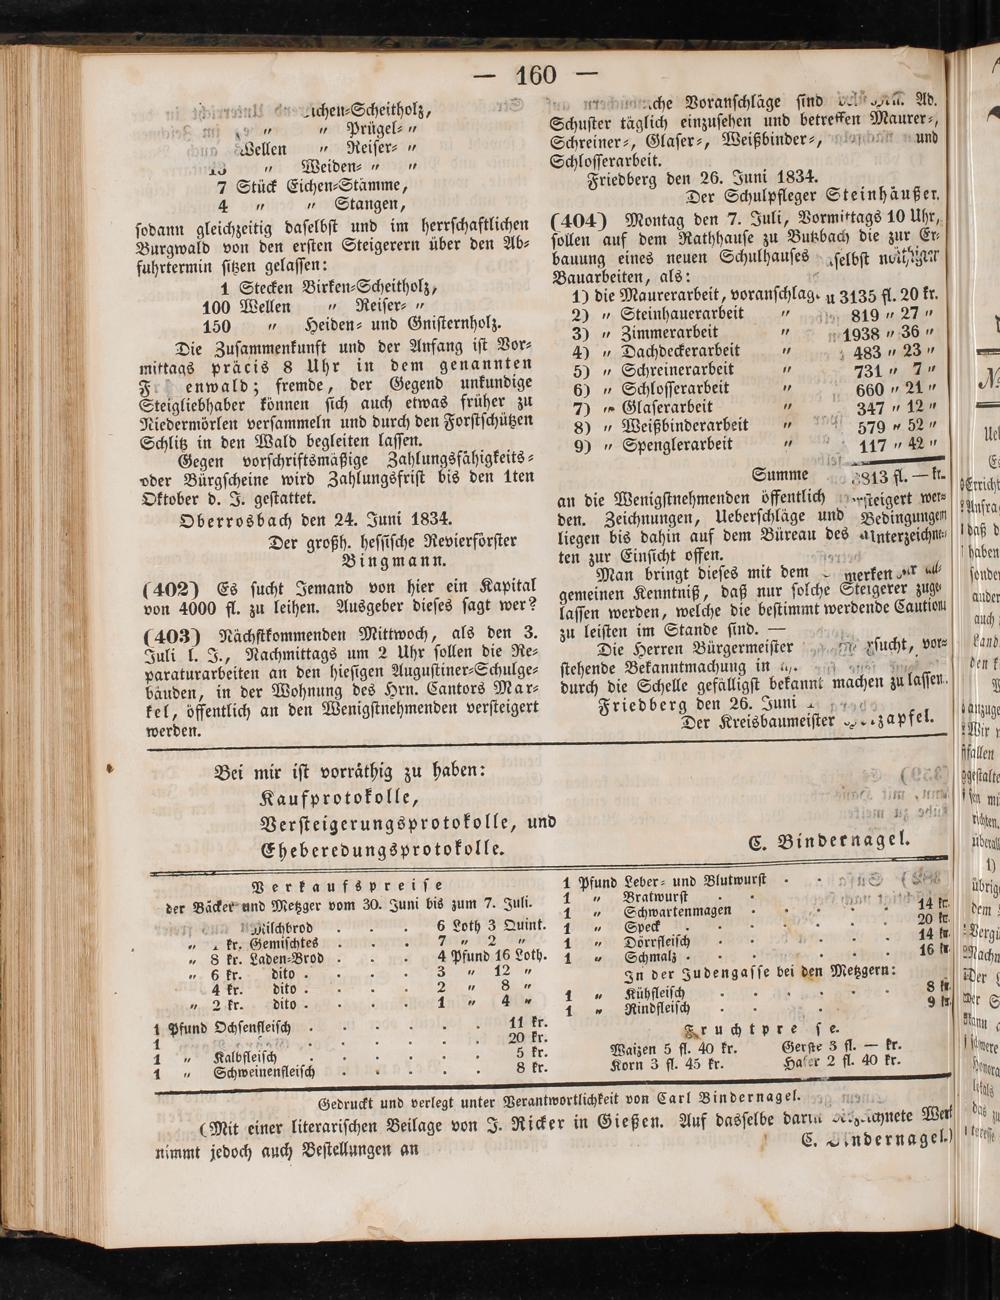 — 160 —
Scheitholz,
„ „ Prügel⸗ „
Wellen „ Reiser⸗ „
„ Weiden⸗ „ „
7 Stück Eichen⸗Stämme,
4 „ „ Stangen,
sodann gleichzeitig daselbst und im herrschaftlichen
Burgwald von den ersten Steigerern über den Ab⸗
fuhrtermin sitzen gelassen:
1 Stecken Birken⸗Scheitholz,
100 Wellen „ Reiser⸗ „
150 „ Heiden⸗ und Gnisternholz.
Die Zusammenkunft und der Anfang ist Vor⸗
mittags präcis 8 Uhr in dem genannten
enwald; fremde, der Gegend unkundige
Steigliebhaber können sich auch etwas früher zu
Niedermörlen versammeln und durch den Forstschützen
Schlitz in den Wald begleiten lassen.
Gegen vorschriftsmäßige Zahlungsfähigkeits⸗
oder Bürgscheine wird Zahlungsfrist bis den 1ten
Oktober d. J. gestattet.
Oberrosbach den 24. Juni 1834.
Der großh. hessische Revierförster
Bingmann.
(402) Es sucht Jemand von hier ein Kapital
von 4000 fl. zu leihen. Ausgeber dieses sagt wer?
(403) Nächstkommenden Mittwoch, als den 3.
Juli l. J., Nachmittags um 2 Uhr sollen die Re⸗
paraturarbeiten an den hiesigen Augustiner⸗Schulge⸗
bäuden, in der Wohnung des Hrn. Cantors Mar⸗
kel, öffentlich an den Wenigstnehmenden versteigert
werden.
che Voranschläge sind Ad.
Schuster täglich einzusehen und betreffen Maurer⸗,
Schreiner⸗, Glaser⸗, Weißbinder⸗, und
Schlosserarbeit.
Friedberg den 26. Juni 1834.
Der Schulpfleger Steinhäußer.
(404) Montag den 7. Juli, Vormittags 10 Uhr,
sollen auf dem Rathhause zu Butzbach die zur Er⸗
bauung eines neuen Schulhauses daselbst nöthigen
Bauarbeiten, als:
1) die Maurerarbeit, voranschlag. u 3135 fl. 20 kr.
2) „ Steinhauerarbeit „ 819 „ 27 „
3) „ Zimmerarbeit „ 1938 „ 36 „
4) „ Dachdeckerarbeit „ 483 „ 23 „
5) „ Schreinerarbeit „ 731 „ 7 „
6) „ Schlosserarbeit „ 660 „ 21 „
7) „ Glaserarbeit „ 347 „ 12 „
8) „ Weißbinderarbeit „ 579 „ 52 „
9) „ Spenglerarbeit „ 117 „ 42 „
Summe 8813 fl. — kr.
an die Wenigstnehmenden öffentlich versteigert wer⸗
den. Zeichnungen, Ueberschläge und Bedingungen
liegen bis dahin auf dem Büreau des Unterzeichne⸗
ten zur Einsicht offen.
Man bringt dieses mit dem merken zur all⸗
gemeinen Kenntniß, daß nur solche Steigerer zuge⸗
lassen werden, welche die bestimmt werdende Caution
zu leisten im Stande sind. —
Die Herren Bürgermeister ersucht, vor⸗
stehende Bekanntmachung in
durch die Schelle gefälligst bekannt machen zu lassen.
Friedberg den 26. Juni
Der Kreisbaumeister zapfel.
Bei mir ist vorräthig zu haben:
Kaufprotokolle,
Versteigerungsprotokolle, und
Eheberedungsprotokolle.
C. Bindernagel.
Verkaufspreise
der Bäcker und Metzger vom 30. Juni bis zum 7. Juli.
Milchbrod . . . 6 Loth 3 Quint.
„ kr. Gemischtes . . . 7 „ 2 „
„ 8 kr. Laden⸗Brod . . . 4 Pfund 16 Loth.
„ 6 kr. dito . . . . 3 „ 12 „
4 kr. dito . . . . 2 „ 8 „
„ 2 kr. dito . . . . 1 „ 4 „
1 Pfund Ochsenfleisch . . . . . . 11 kr.
1 20 kr.
1 „ Kalbfleisch . . . . . . 5 kr.
1 „ Schweinenfleisch . . . . . 8 kr.
1 Pfund Leber⸗ und Blutwurst . .
1 „ Bratwurst . . 14 kr.
1 „ Schwartenmagen . . . . . 20 kr.
1 „ Speck . . . . . . 14 kr.
1 „ Dörrfleisch . . . . . 16 kr.
1 „ Schmalz . . . . . .
In der Judengasse bei den Metzgern:
1 „ Kühfleisch . . . . . . 8 kr.
1 „ Rindfleisch . . . . . 9 kr.
Fruchtpreise.
Waizen 5 fl. 40 kr. Gerste 3 fl. — kr.
Korn 3 fl. 45 kr. Hafer 2 fl. 40 kr.
Gedruckt und verlegt unter Verantwortlichkeit von Carl Bindernagel.
(Mit einer literarischen Beilage von J. Ricker in Gießen. Auf dasselbe darin verzeichnete Werk
nimmt jedoch auch Bestellungen an C. Bindernagel.)